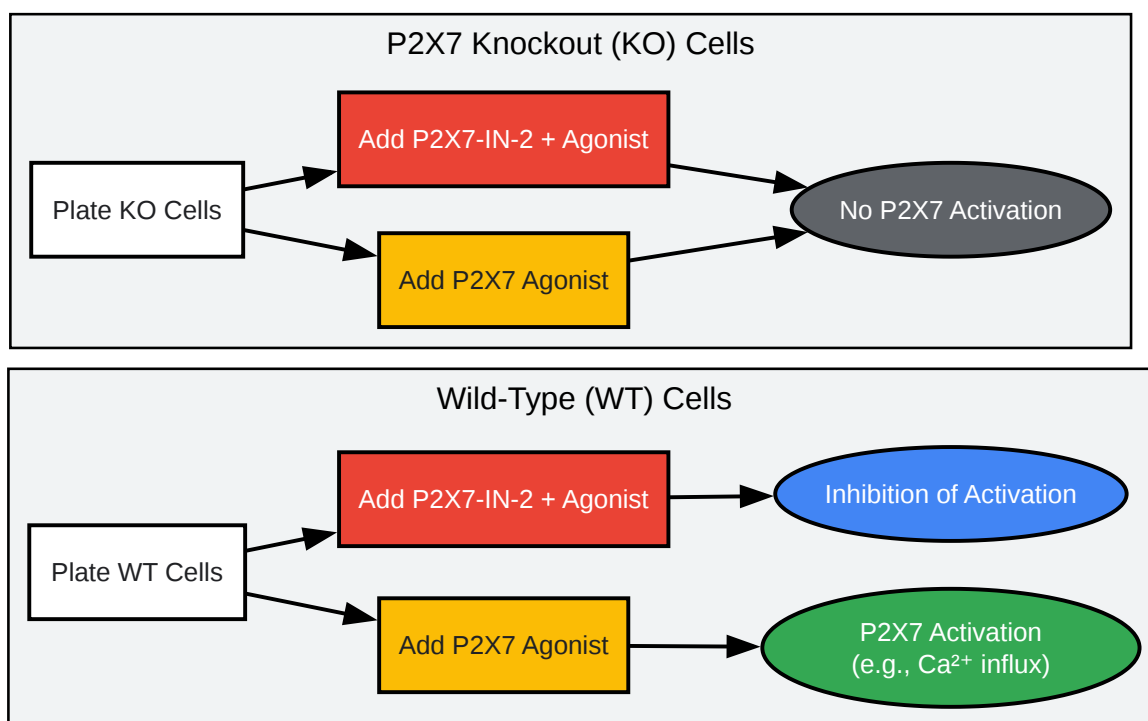 P2X7 Knockout (KO) Cells
Add P2X7-IN-2 + Agonist
Plate KO Cells
No P2X7 Activation
Add P2X7 Agonist
Wild-Type (WT) Cells
Add P2X7-IN-2 + Agonist
Inhibition of Activation
Plate WT Cells
Add P2X7 Agonist
P2X7 Activation
(e.g., Ca²⁺ influx)